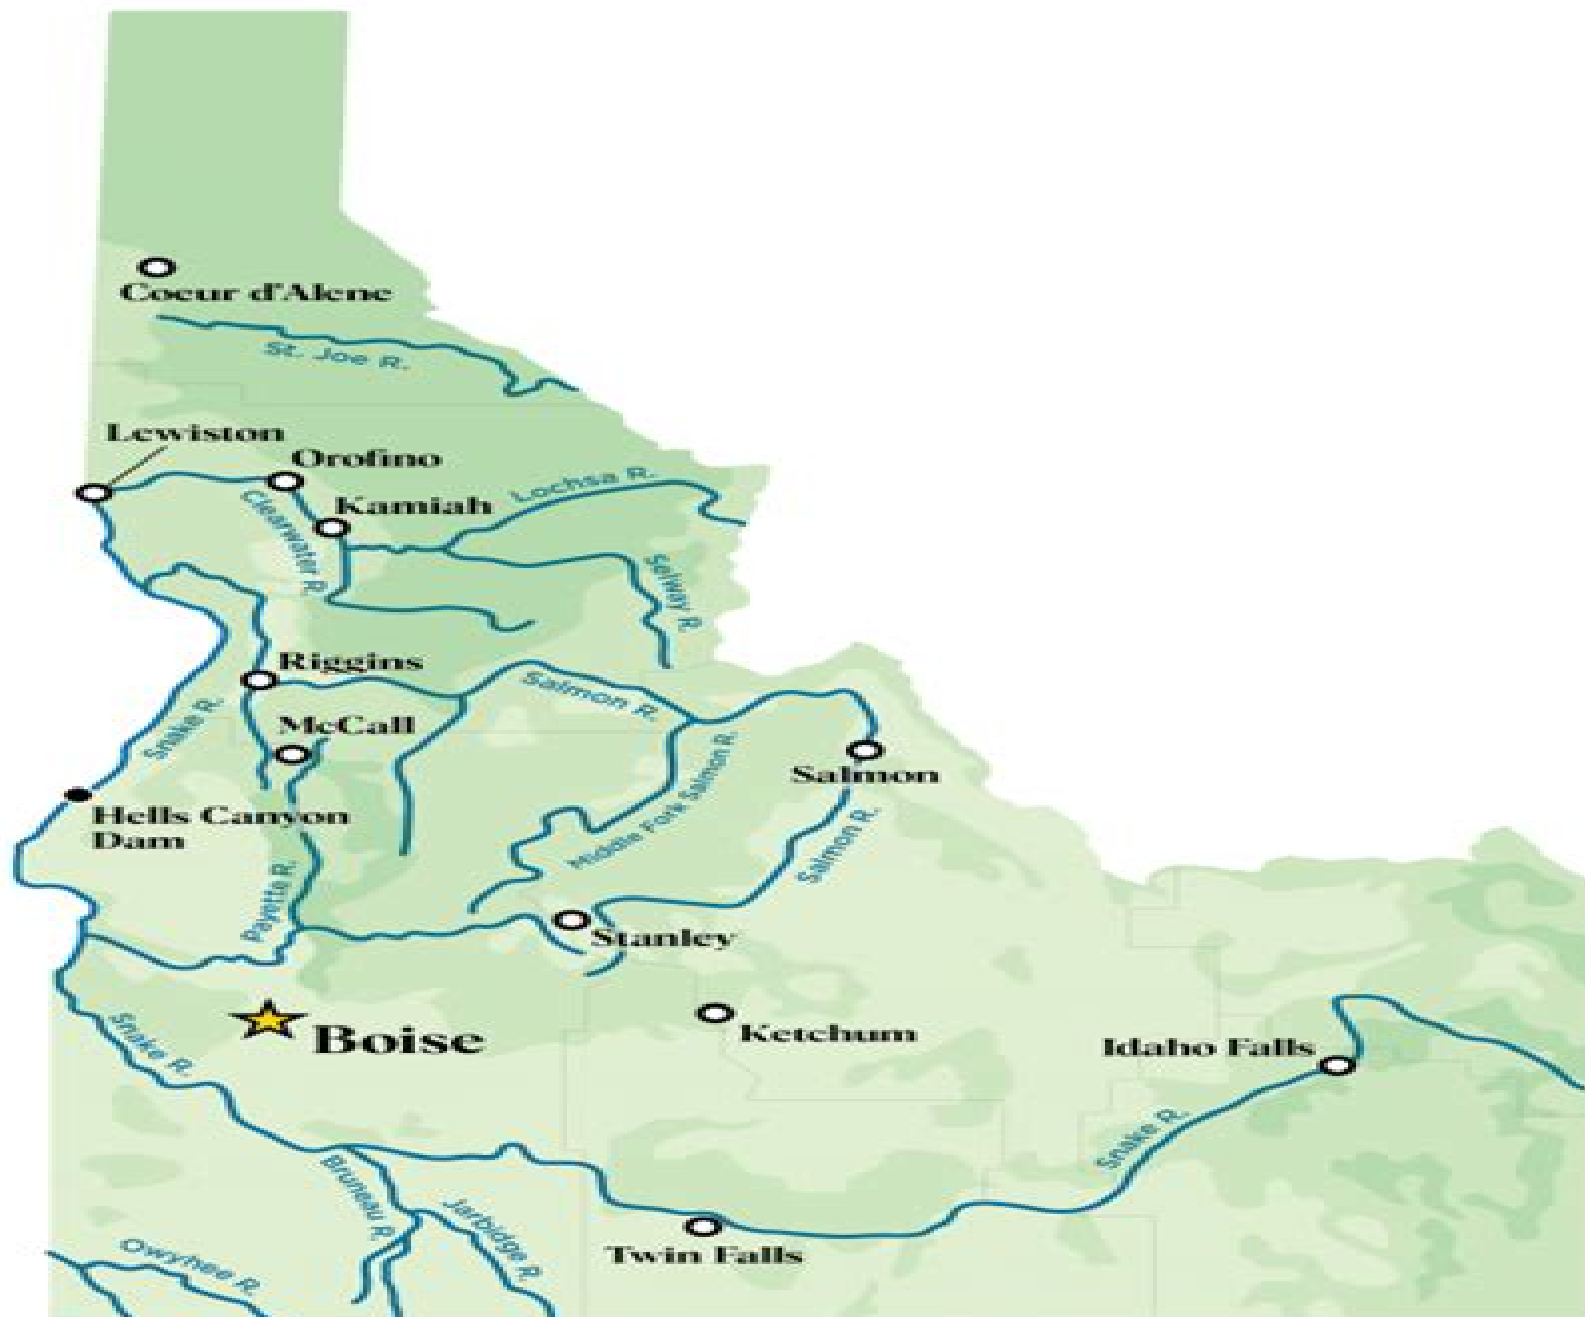 Coeur d'Alene
St. Joe R.
Lewiston
Orofino
Lochsa R.
Kamiah
Clearwater R.
Selway R.
Riggins
Salmon R.
Snake R.
McCall
Middle Fork Salmon R.
Salmon
Hells Canyon
Dam
Salmon R.
Payette R.
Stanley
Snake R.
Boise
Ketchum
Idaho Falls
Snake R.
Bruneau R.
Jarbidge R.
Owyhee R.
Twin Falls